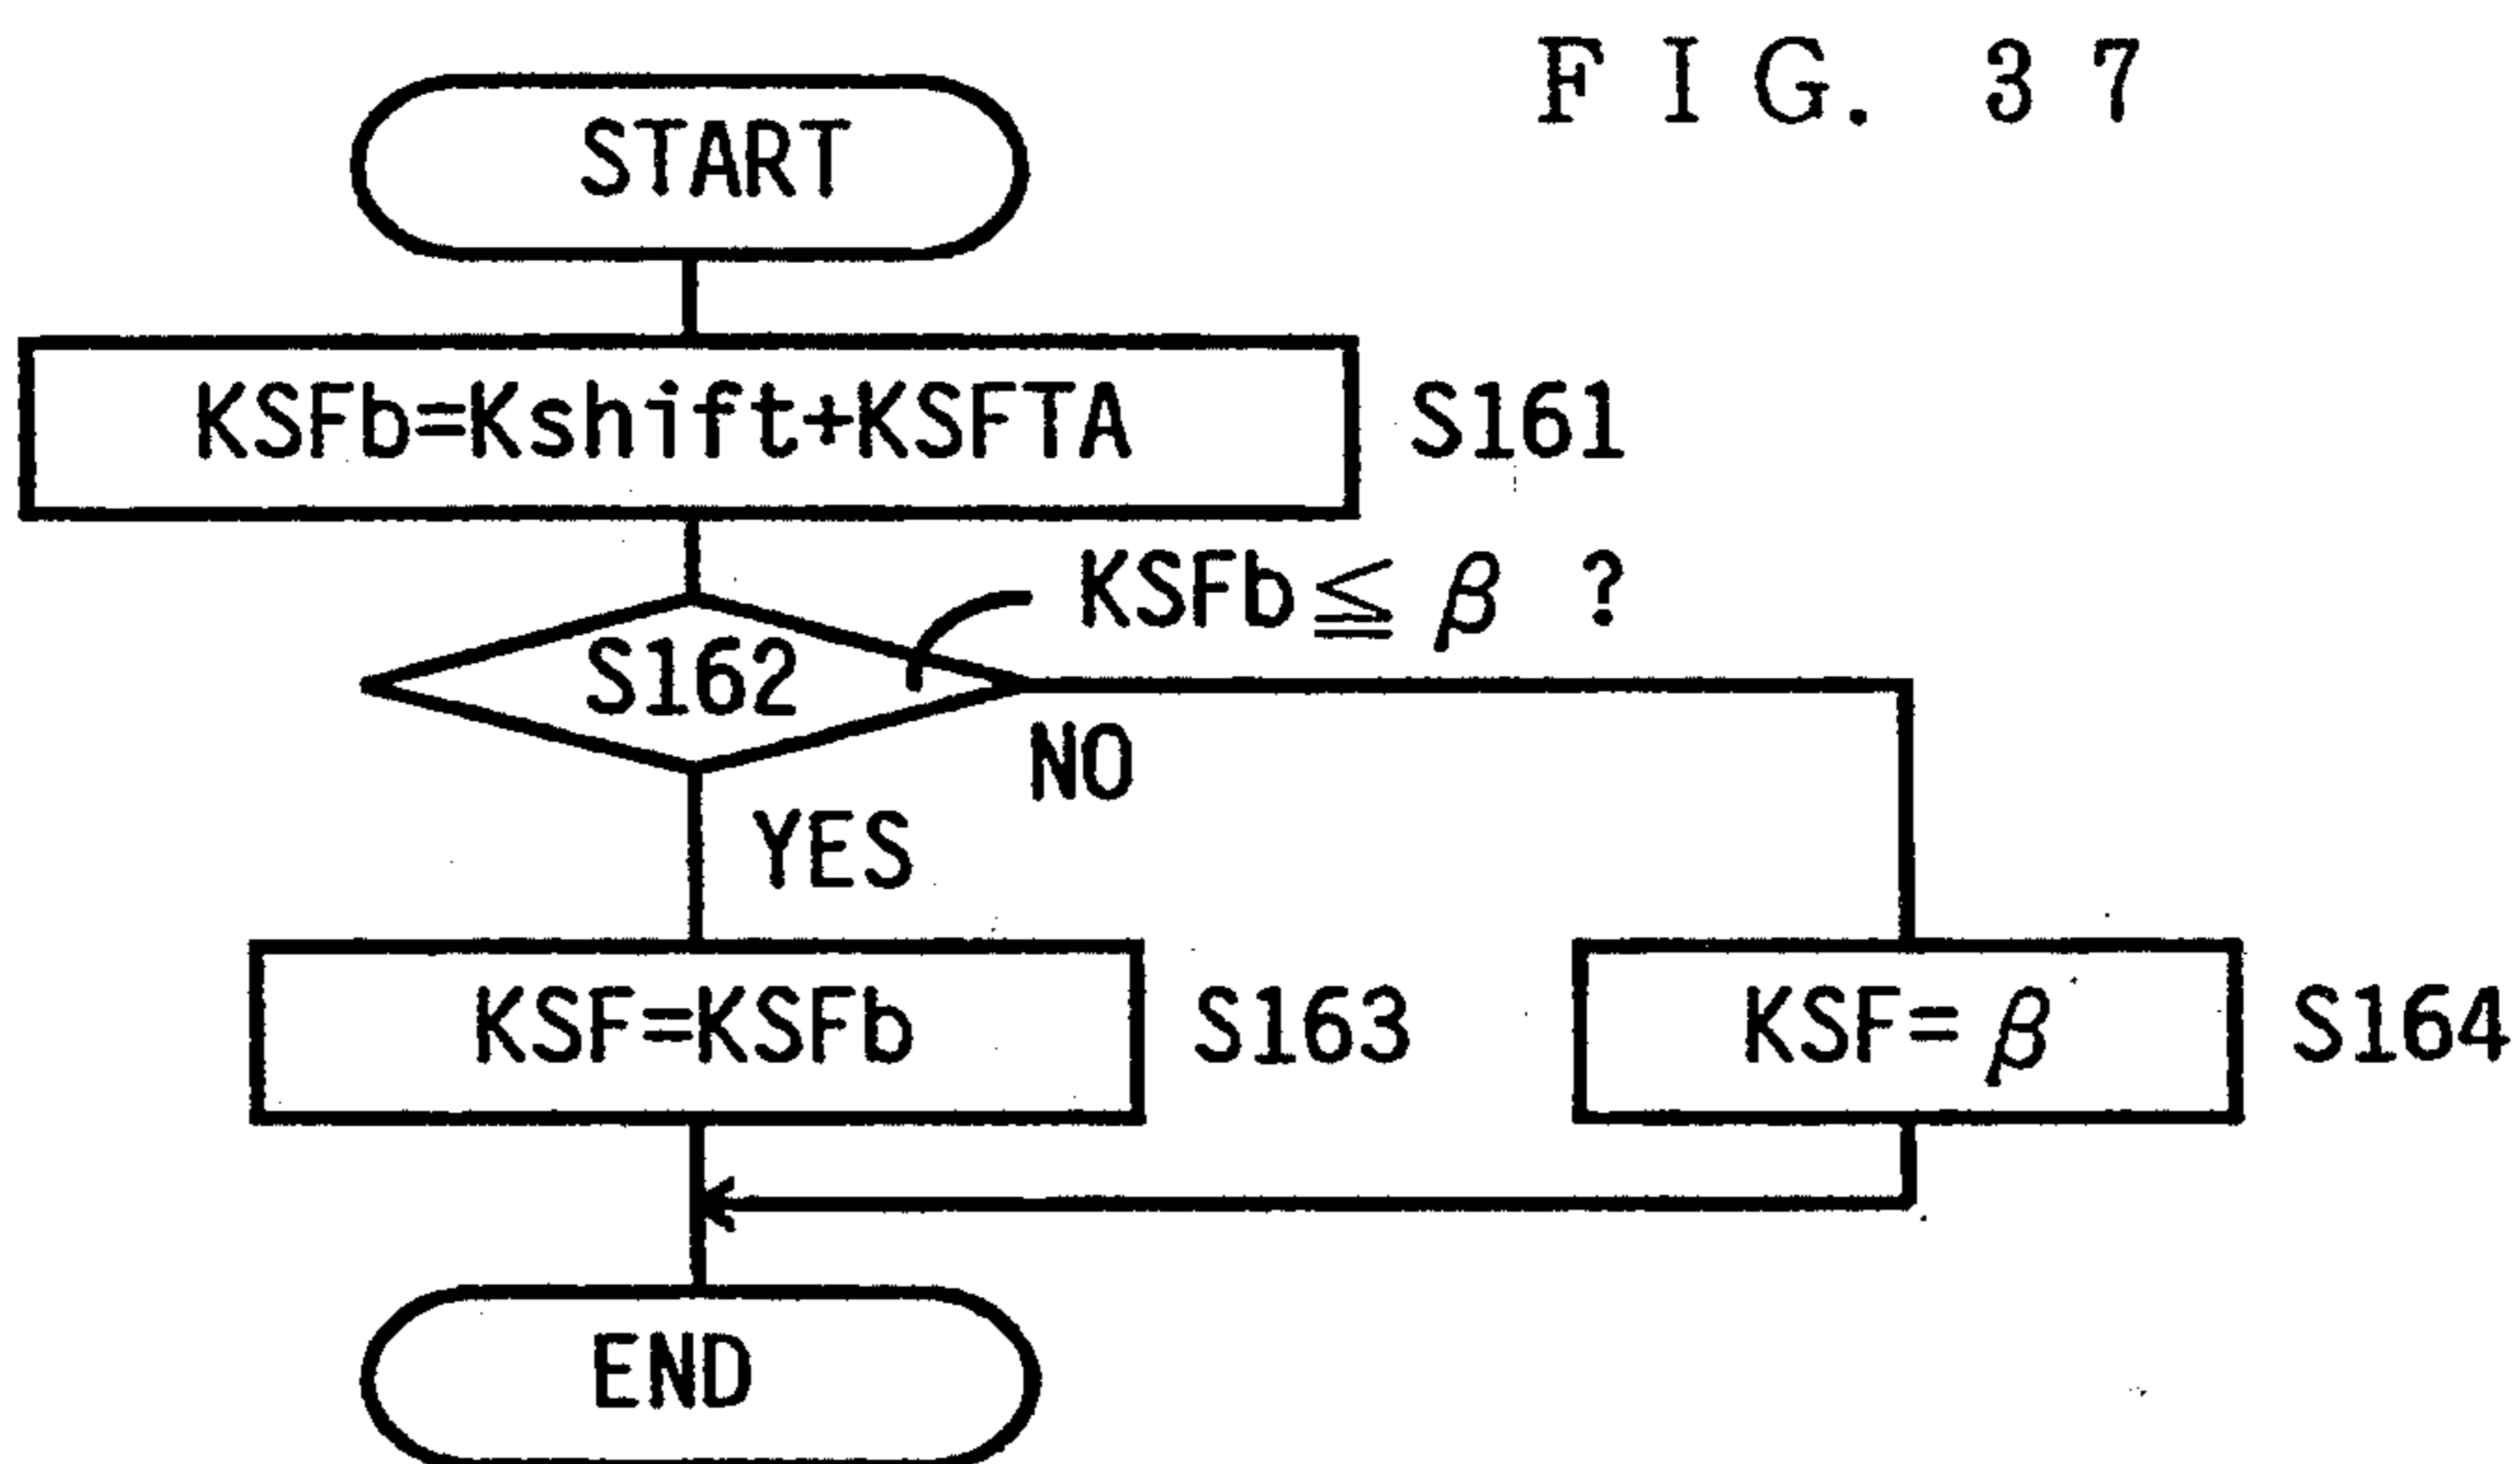 FIG. 37
START
KSFb=Kshift+KSFTA
S161
KSFb≦β ?
S162
NO
YES
KSF=KSFb
S163
KSF=β
S164
END